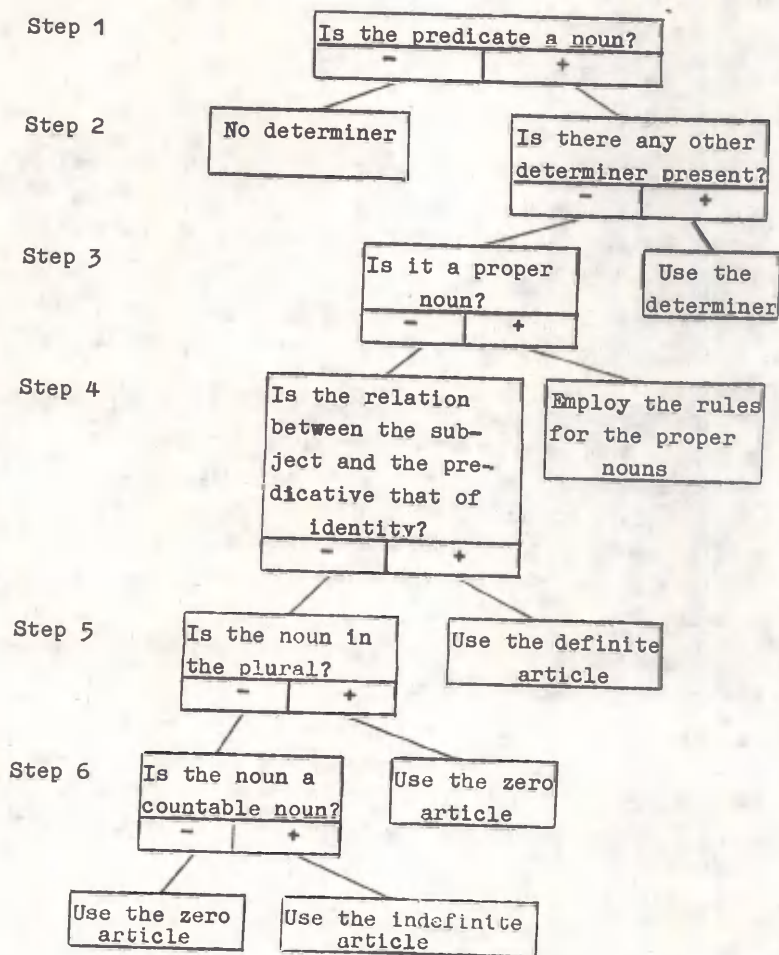 Step 1
Is the predicate a noun?
- +
Step 2
No determiner
Is there any other
determiner present?
- +
Step 3
Is it a proper
noun?
- +
Use the
determiner
Step 4
Is the relation
between the sub-
ject and the pre-
dicative that of
identity?
- +
Employ the rules
for the proper
nouns
Step 5
Is the noun in
the plural?
- +
Use the definite
article
Step 6
Is the noun a
countable noun?
- +
Use the zero
article
Use the zero
article
Use the indefinite
article